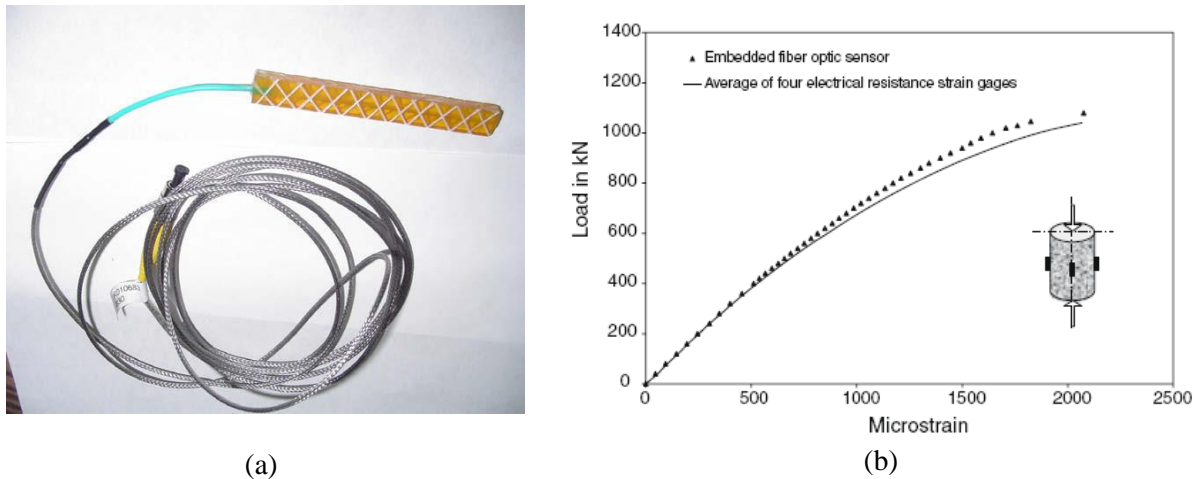 1400
1200
1000
800
600
400
200
0
Load in kN
▲ Embedded fiber optic sensor
— Average of four electrical resistance strain gages
0 500 1000 1500 2000 2500
Microstrain
(a)
(b)